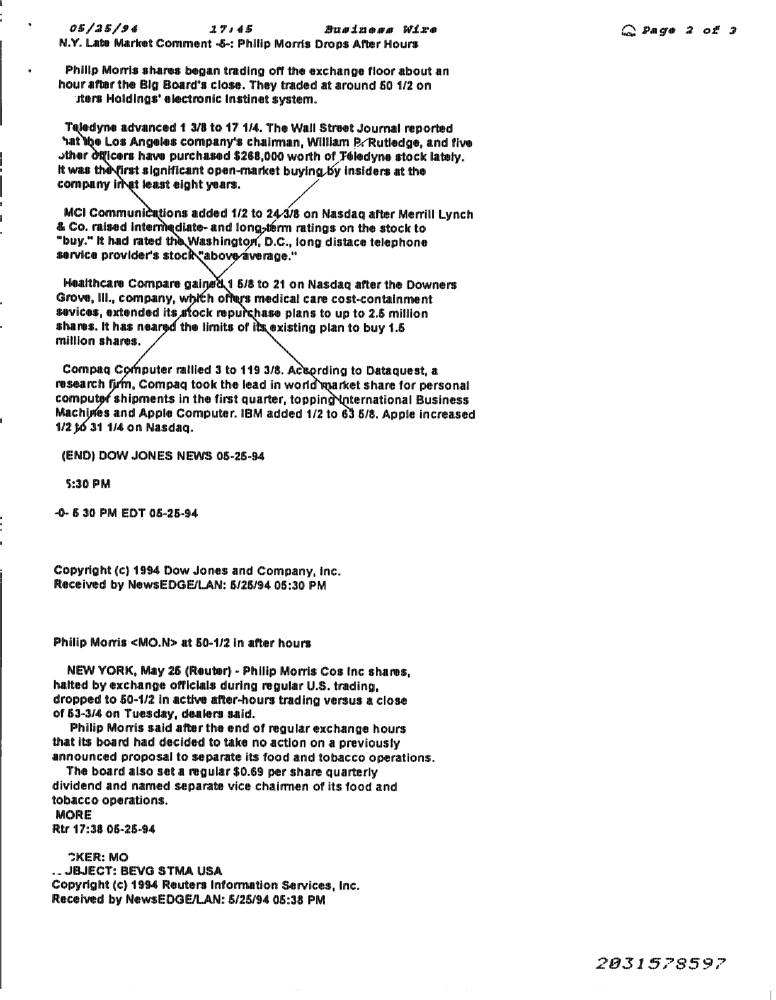 05/25/94 17:45 Business Wire Page 2 of 3
N.Y. Late Market Comment -5-: Philip Morris Drops After Hours
Philip Morris shares began trading off the exchange floor about an
hour after the Big Board's close. They traded at around 50 1/2 on
ters Holdings' electronic Instinet system.
Teledyne advanced 1 3/8 to 17 1/4. The Wall Street Journal reported
hat the Los Angeles company's chairman, William P. Rutledge, and five
other officers have purchased $268,000 worth of Teledyne stock lately.
It was the first significant open-market buying by insiders at the
company in at least eight years.
MCI Communications added 1/2 to 24 3/8 on Nasdaq after Merrill Lynch
& Co. raised intermediate- and long-term ratings on the stock to
"buy." It had rated the Washington, D.C., long distace telephone
service provider's stock "above average."
Healthcare Compare gained 1 5/8 to 21 on Nasdaq after the Downers
Grove, Ill., company, which offers medical care cost-containment
sevices, extended its stock repurchase plans to up to 2.5 million
shares. It has neared the limits of its existing plan to buy 1.5
million shares.
Compaq Computer rallied 3 to 119 3/8. According to Dataquest, a
research firm, Compaq took the lead in world market share for personal
computer shipments in the first quarter, topping International Business
Machines and Apple Computer. IBM added 1/2 to 63 5/8. Apple increased
1/2 to 31 1/4 on Nasdaq.
(END) DOW JONES NEWS 05-25-94
5:30 PM
-0- 5 30 PM EDT 05-25-94
Copyright (c) 1994 Dow Jones and Company, Inc.
Received by NewsEDGE/LAN: 5/25/94 05:30 PM
Philip Morris <MO.N> at 50-1/2 in after hours
NEW YORK, May 25 (Reuter) - Philip Morris Cos Inc shares,
halted by exchange officials during regular U.S. trading,
dropped to 50-1/2 in active after-hours trading versus a close
of 53-3/4 on Tuesday, dealers said.
Philip Morris said after the end of regular exchange hours
that its board had decided to take no action on a previously
announced proposal to separate its food and tobacco operations.
The board also set a regular $0.69 per share quarterly
dividend and named separate vice chairmen of its food and
tobacco operations.
MORE
Rtr 17:38 05-25-94
CKER: MO
JBJECT: BEVG STMA USA
Copyright (c) 1994 Reuters Information Services, Inc.
Received by NewsEDGE/LAN: 5/25/94 05:38 PM
2031578597